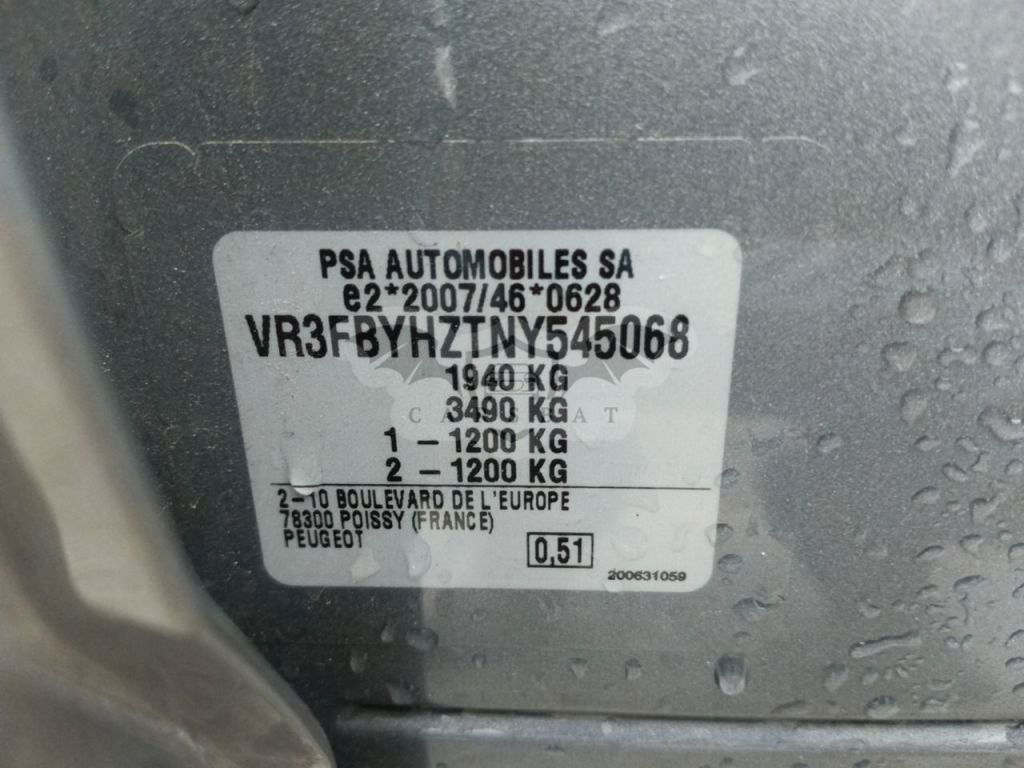 PSA AUTOMOBILES SA
e2*2007/46*0628
VR3FBYHZTNY545068
1940 KG
3490 KG
1 - 1200 KG
2 - 1200 KG
2-10 BOULEVARD DE L'EUROPE
78300 POISSY (FRANCE)
PEUGEOT
0,51
200631059